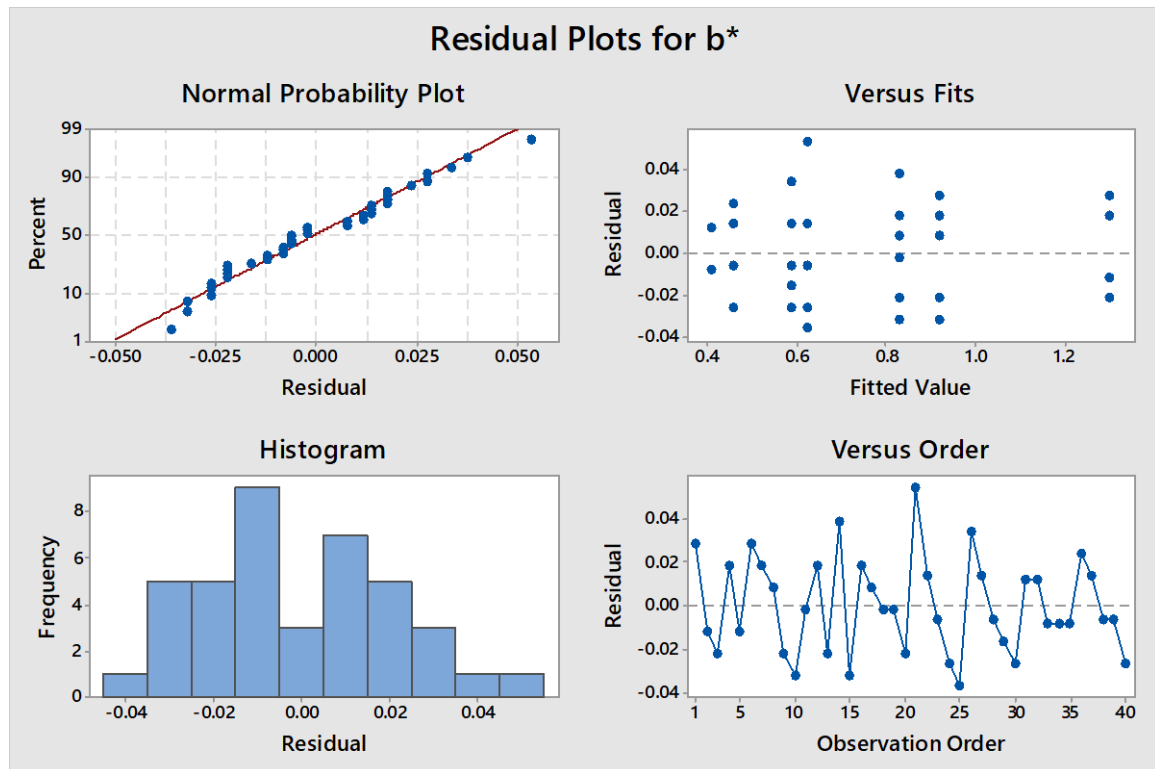 Residual Plots for b*
Normal Probability Plot
Percent
99
90
50
10
1
-0.050 -0.025 0.000 0.025 0.050
Residual
Versus Fits
Residual
0.04
0.02
0.00
-0.02
-0.04
0.4 0.6 0.8 1.0 1.2
Fitted Value
Histogram
Frequency
8
6
4
2
0
-0.04 -0.02 0.00 0.02 0.04
Residual
Versus Order
Residual
0.04
0.02
0.00
-0.02
-0.04
1 5 10 15 20 25 30 35 40
Observation Order